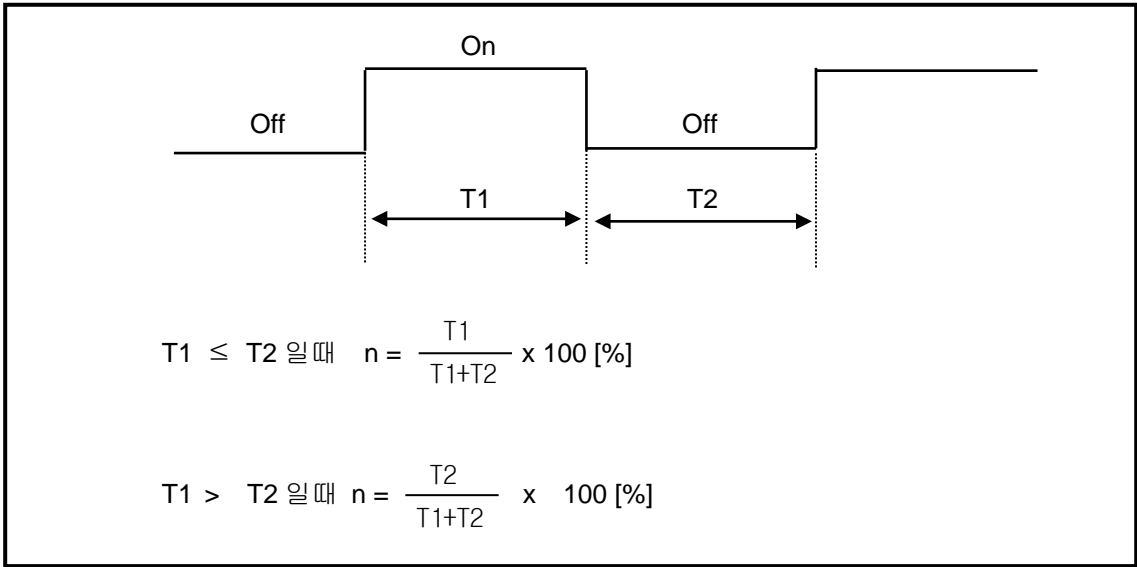 On
Off
Off
T1
T2
T1 ≤ T2 일때 n = T1/T1+T2 x 100 [%]
T1 > T2 일때 n = T2/T1+T2 x 100 [%]